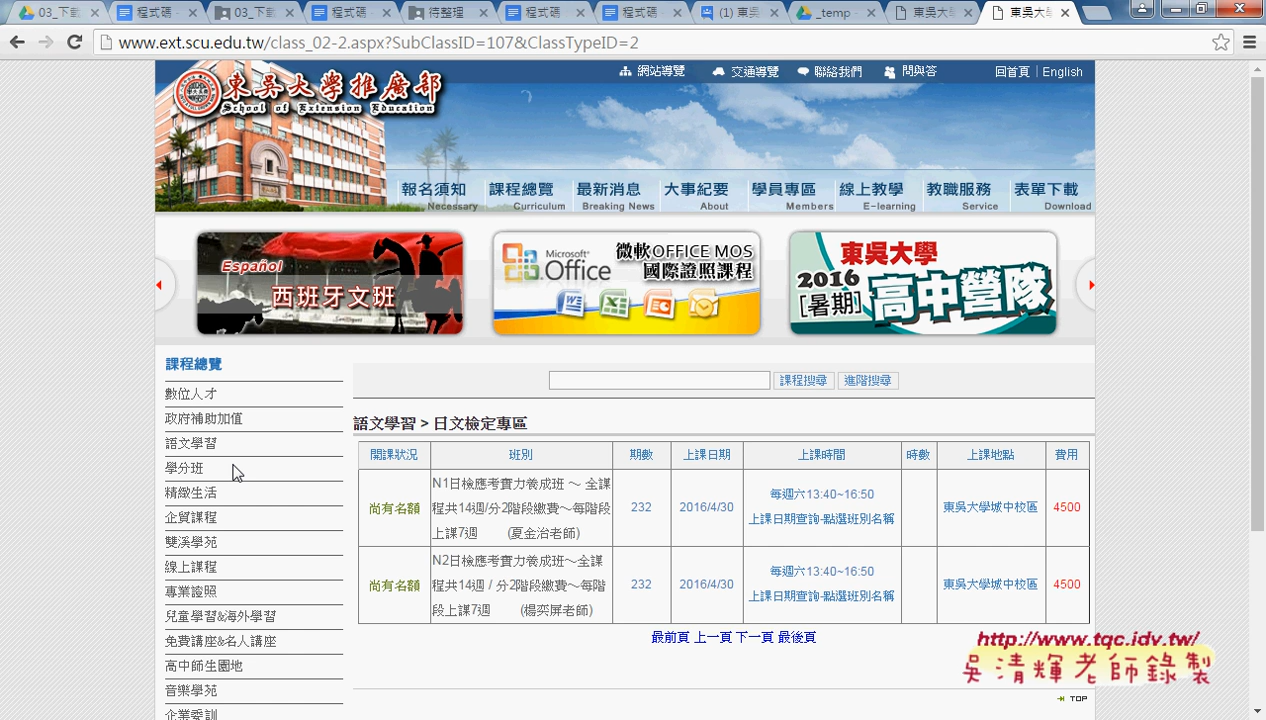 03_下載
程式碼 -
03_下載
程式碼 -
待整理
程式碼
程式碼
(2) 東吳
_temp -
東吳大學
東吳大學
www.ext.scu.edu.tw/class_02-2.aspx?SubClassID=107&ClassTypeID=2
東吳大學推廣部
School of Extension Education
網站導覽 交通導覽 聯絡我們 問與答 回首頁 | English
報名須知 課程總覽 最新消息 大事紀要 學員專區 線上教學 教職服務 表單下載
Necessary Curriculum Breaking News About Members E-learning Service Download
Español
西班牙文班
Microsoft
Office
微軟OFFICE MOS
國際證照課程
東吳大學
2016
[暑期]
高中營隊
課程總覽
數位人才
政府補助加值
語文學習
學分班
精緻生活
企貿課程
雙溪學苑
線上課程
專業證照
兒童學習&海外學習
免費講座&名人講座
高中師生園地
音樂學苑
企業委訓
課程搜尋 進階搜尋
語文學習 > 日文檢定專區
開課狀況 班別 期數 上課日期 上課時間 時數 上課地點 費用
尚有名額
N1日檢應考實力養成班 ～ 全課
程共14週/分2階段繳費～每階段
上課7週 (夏金治老師)
232
2016/4/30
每週六13:40~16:50
上課日期查詢-點選班別名稱
東吳大學城中校區
4500
尚有名額
N2日檢應考實力養成班～全課
程共14週 / 分2階段繳費～每階
段上課7週 (楊奕屏老師)
232
2016/4/30
每週六13:40~16:50
上課日期查詢-點選班別名稱
東吳大學城中校區
4500
最前頁 上一頁 下一頁 最後頁
http://www.tqc.idv.tw/
吳清輝老師錄製
TOP